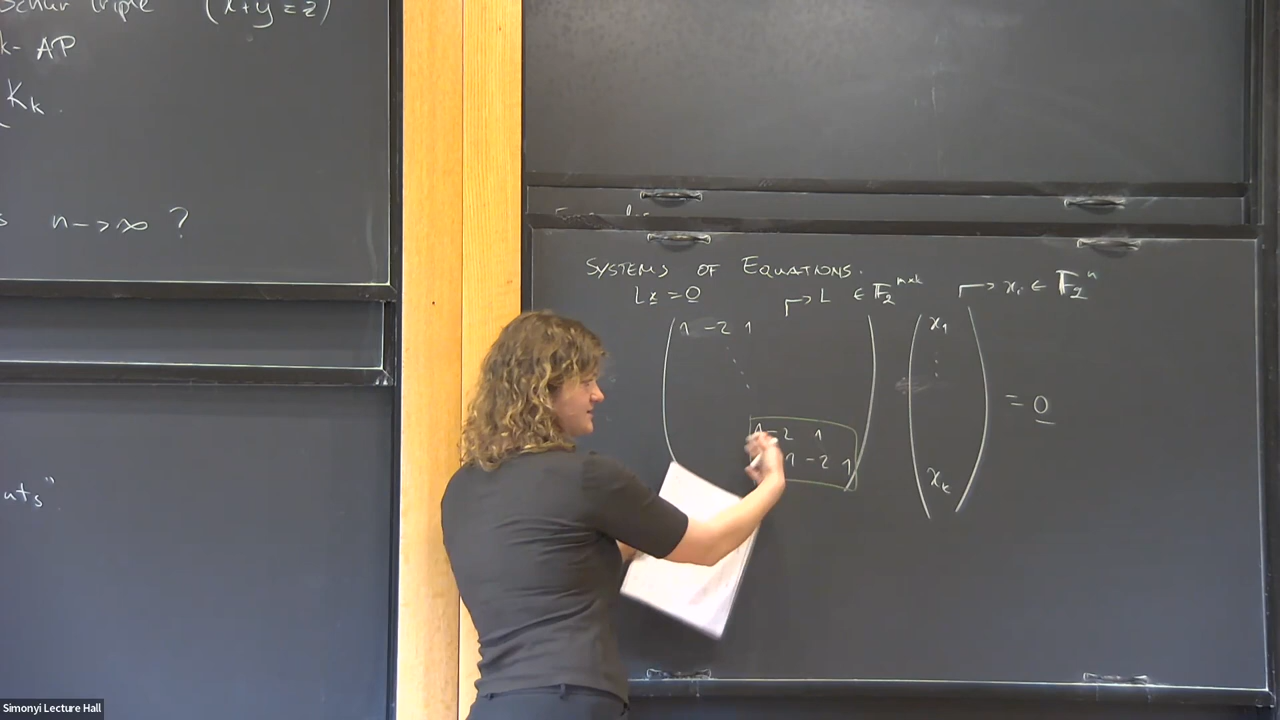 Schur triple (x+y=z)
k-AP
K_k.
n->∞ ?
SYSTEMS OF EQUATIONS.
Lx = 0 ↱ L ∈ 𝔽_2^{m×k} ↱ x_i ∈ 𝔽_2^n
1 -2 1
x_1
1 -2 1
1 -2 1
= 0
x_k
Simonyi Lecture Hall